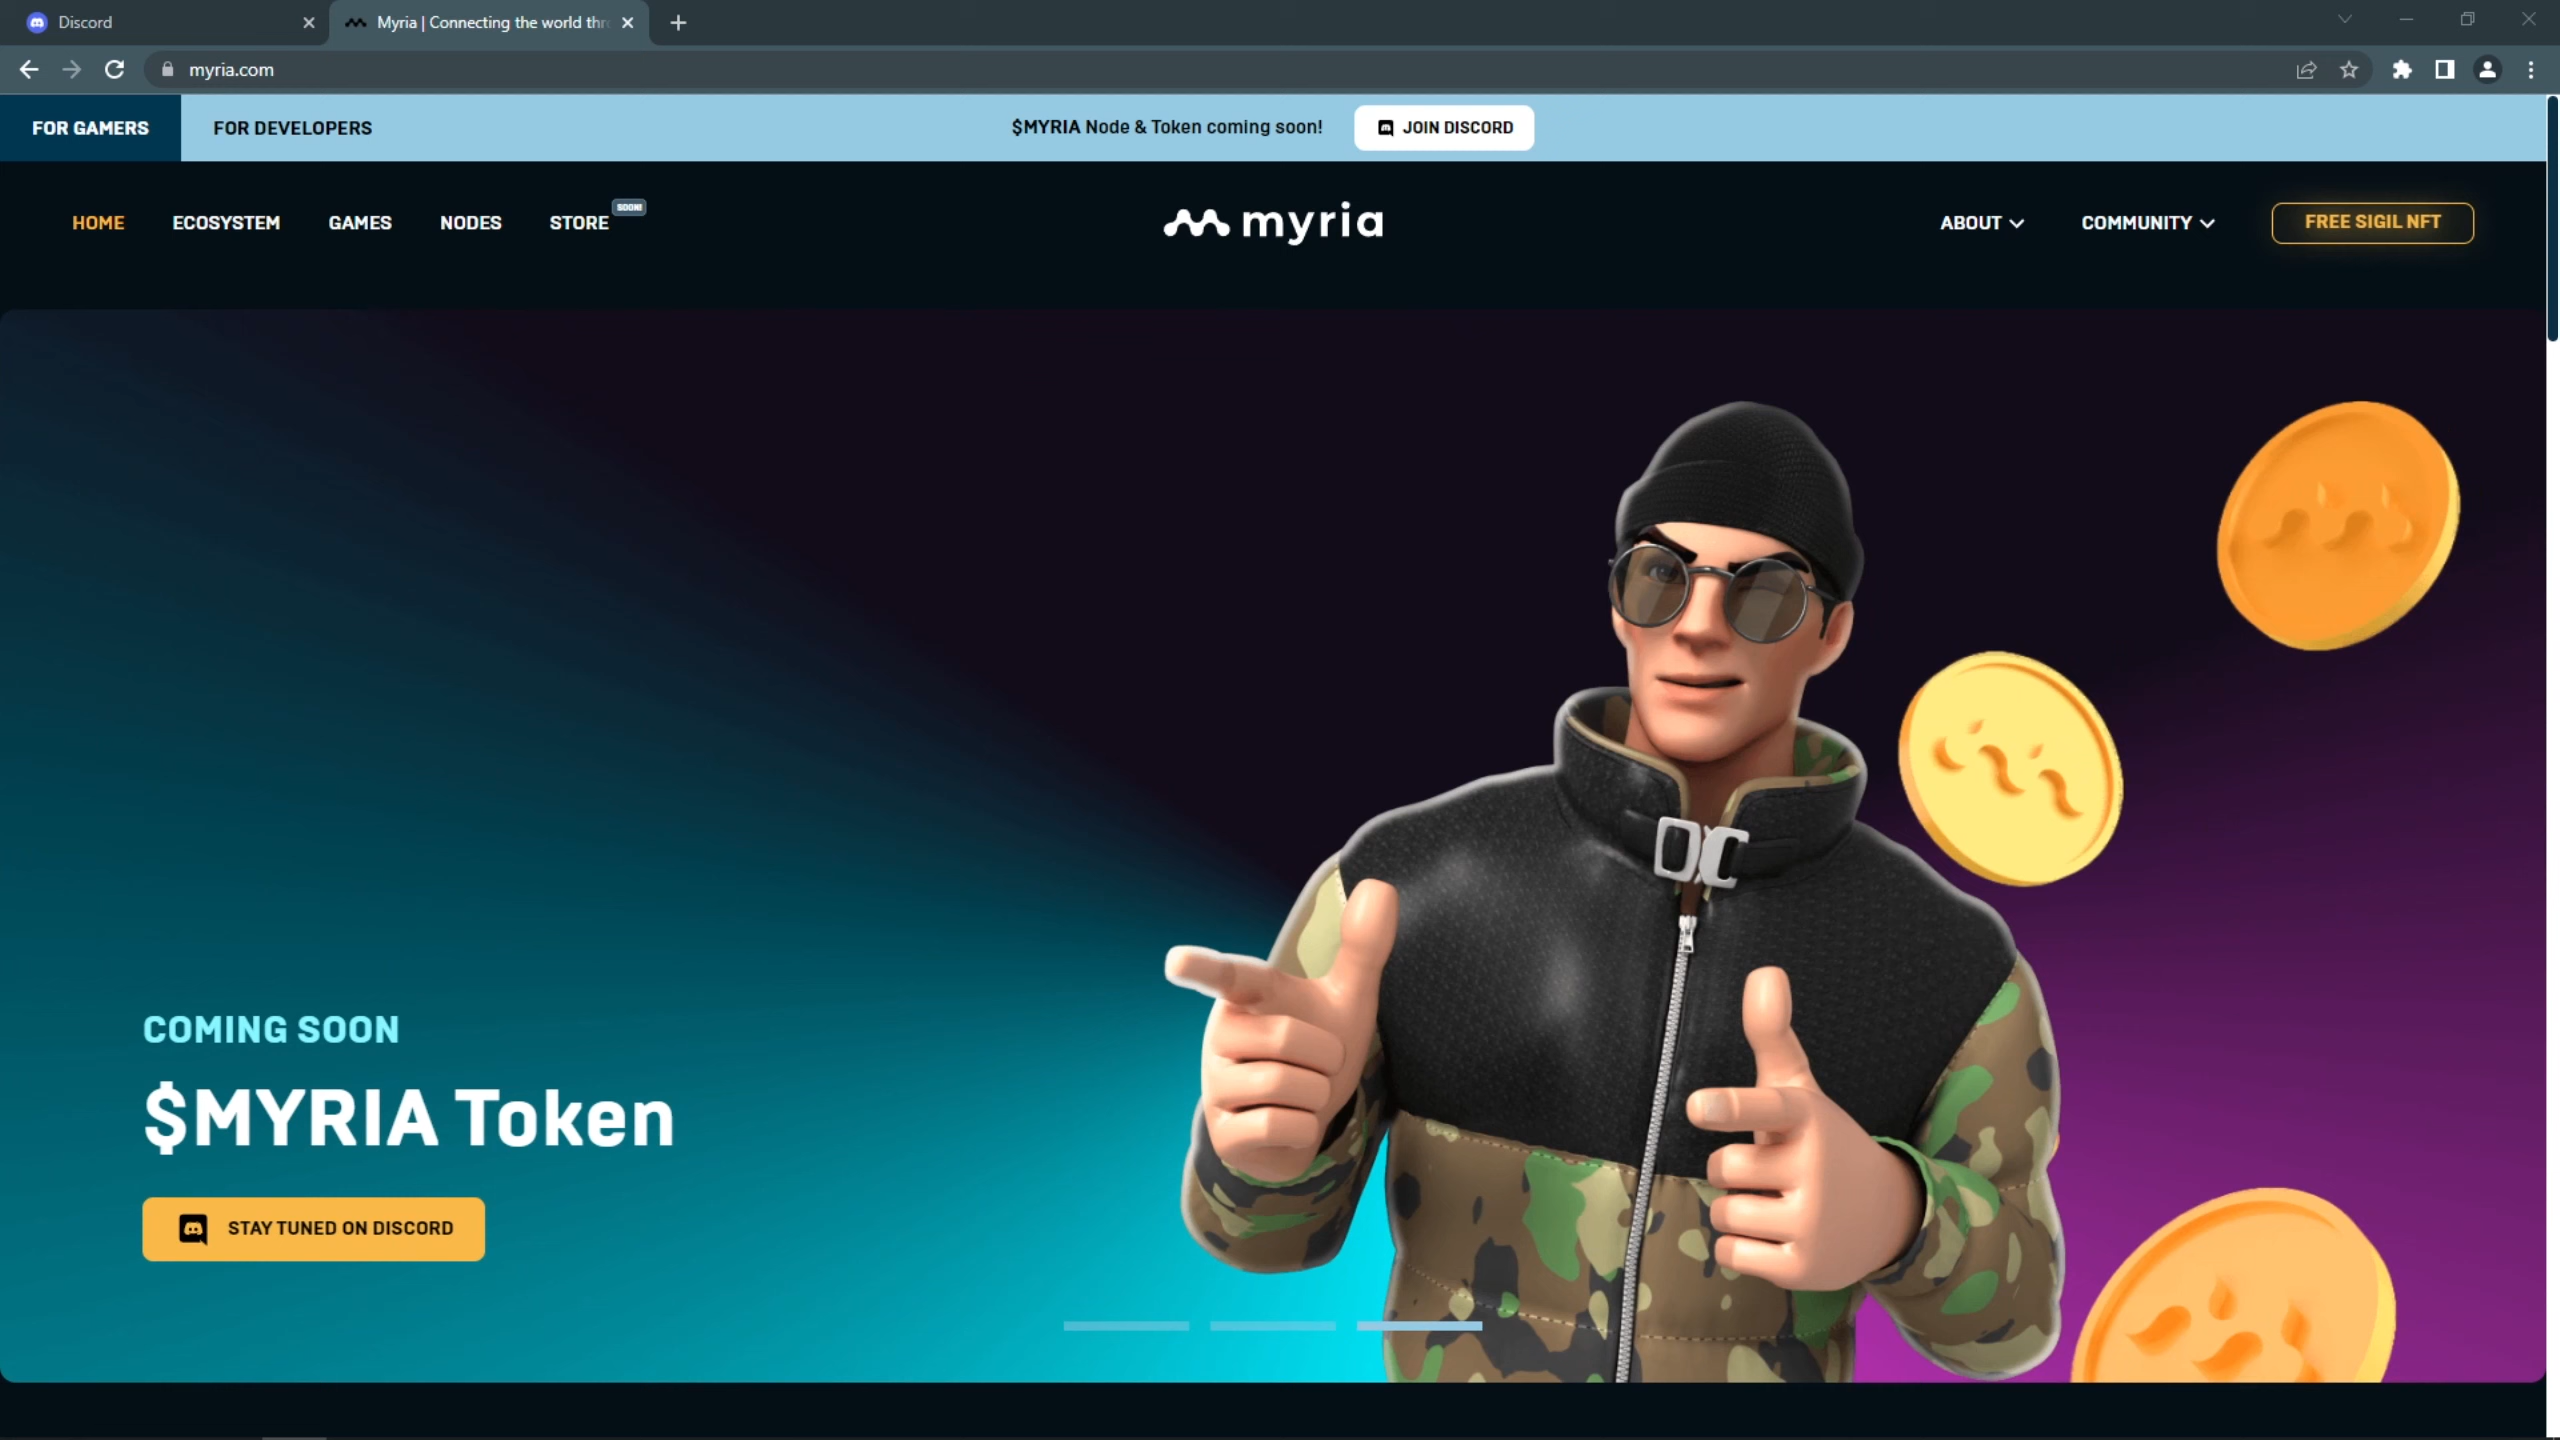 Discord
Myria | Connecting the world thr
myria.com
FOR GAMERS
FOR DEVELOPERS
$MYRIA Node & Token coming soon!
JOIN DISCORD
HOME
ECOSYSTEM
GAMES
NODES
STORE
SOON!
myria
ABOUT
COMMUNITY
FREE SIGIL NFT
COMING SOON
$MYRIA Token
STAY TUNED ON DISCORD